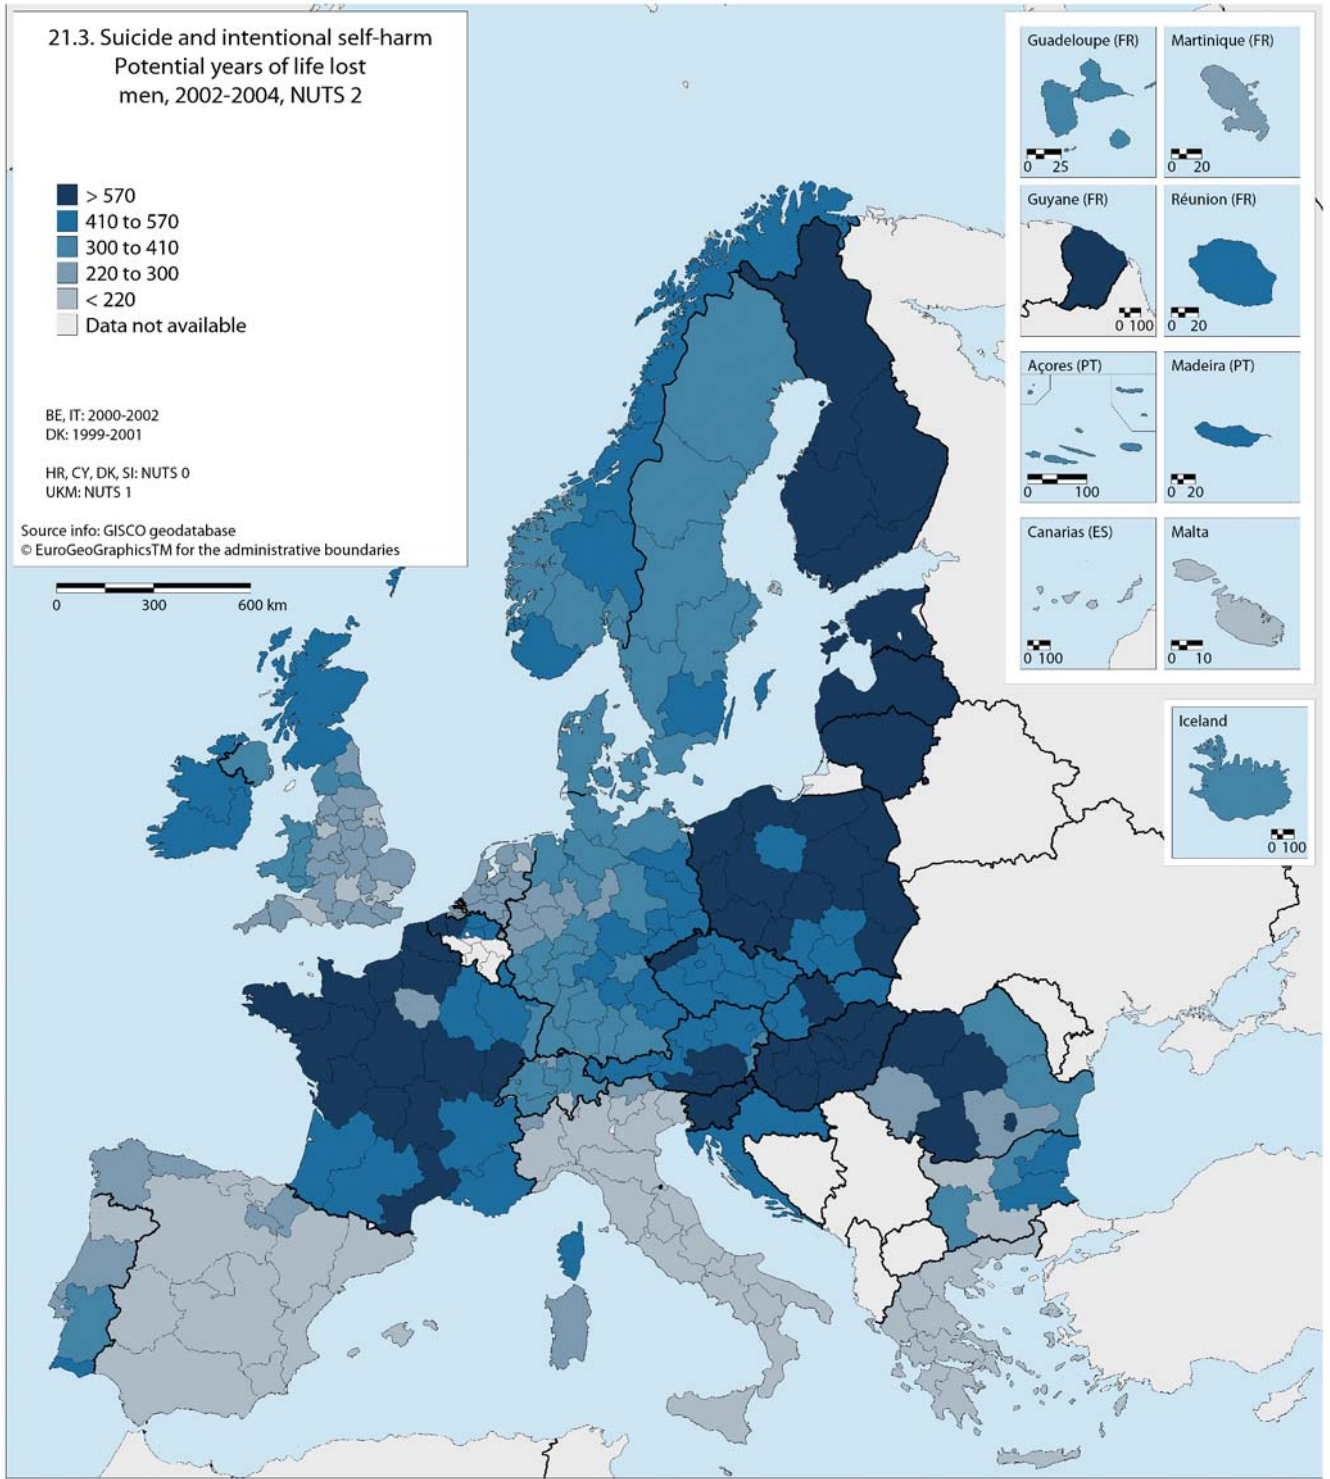 21.3. Suicide and intentional self-harm
Potential years of life lost
men, 2002-2004, NUTS 2
> 570
410 to 570
300 to 410
220 to 300
< 220
Data not available
BE, IT: 2000-2002
DK: 1999-2001
HR, CY, DK, SI: NUTS 0
UKM: NUTS 1
Source info: GISCO geodatabase
© EuroGeoGraphicsTM for the administrative boundaries
0 300 600 km
Guadeloupe (FR)
0 25
Martinique (FR)
0 20
Guyane (FR)
0 100
Réunion (FR)
0 20
Açores (PT)
0 100
Madeira (PT)
0 20
Canarias (ES)
0 100
Malta
0 10
Iceland
0 100